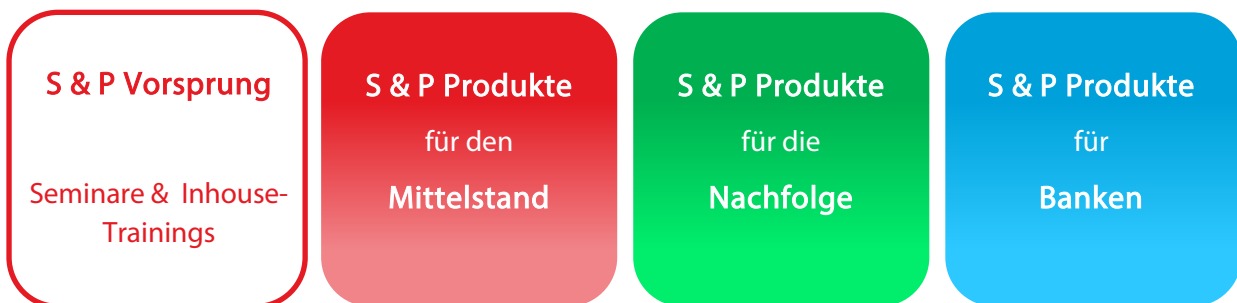 S & P Vorsprung
Seminare & Inhouse-
Trainings
S & P Produkte
für den
Mittelstand
S & P Produkte
für die
Nachfolge
S & P Produkte
für
Banken